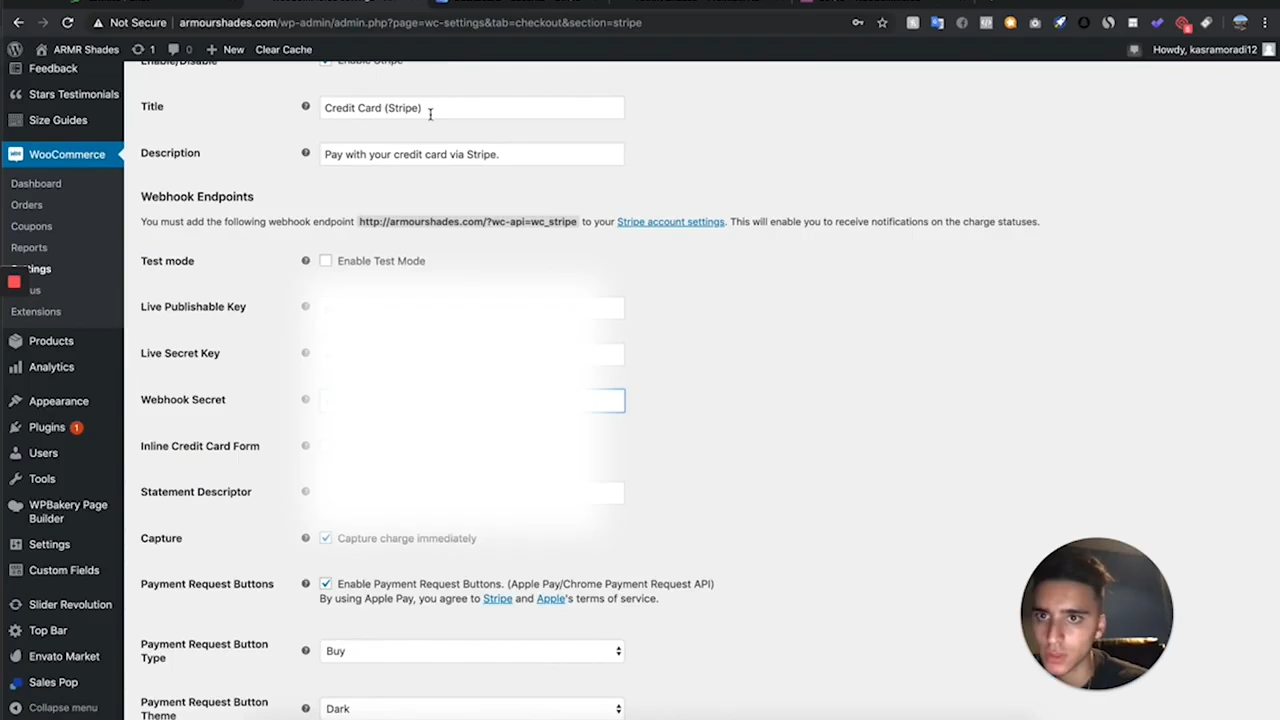 Not Secure armourshades.com/wp-admin/admin.php?page=wc-settings&tab=checkout&section=stripe
ARMR Shades 1 New Clear Cache Howdy, kasramoradi12
Feedback
Stars Testimonials
Size Guides
WooCommerce
Dashboard
Orders
Coupons
Reports
Extensions
Products
Analytics
Appearance
Plugins 1
Users
Tools
WPBakery Page
Builder
Settings
Custom Fields
Slider Revolution
Top Bar
Envato Market
Sales Pop
Collapse menu
Enable/Disable Enable Stripe
Title Credit Card (Stripe)
Description Pay with your credit card via Stripe.
Webhook Endpoints
You must add the following webhook endpoint http://armourshades.com/?wc-api=wc_stripe to your Stripe account settings. This will enable you to receive notifications on the charge statuses.
Test mode Enable Test Mode
Live Publishable Key
Live Secret Key
Webhook Secret
Inline Credit Card Form
Statement Descriptor
Capture Capture charge immediately
Payment Request Buttons Enable Payment Request Buttons. (Apple Pay/Chrome Payment Request API)
By using Apple Pay, you agree to Stripe and Apple's terms of service.
Payment Request Button
Type Buy
Payment Request Button
Theme Dark